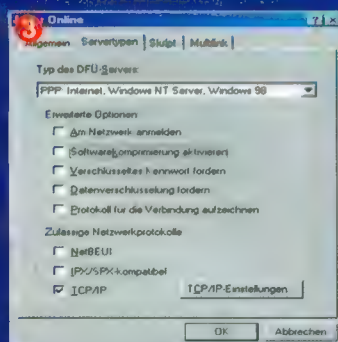 3
Online
? ×
Allgemein Servertypen Skript Multilink
Typ des DFÜ-Servers:
PPP: Internet, Windows NT Server, Windows 98
Erweiterte Optionen
Am Netzwerk anmelden
Softwarekomprimierung aktivieren
Verschlüsseltes Kennwort fordern
Datenverschlüsselung fordern
Protokoll für die Verbindung aufzeichnen
Zulässige Netzwerkprotokolle
NetBEUI
IPX/SPX-kompatibel
TCP/IP
TCP/IP-Einstellungen
OK
Abbrechen